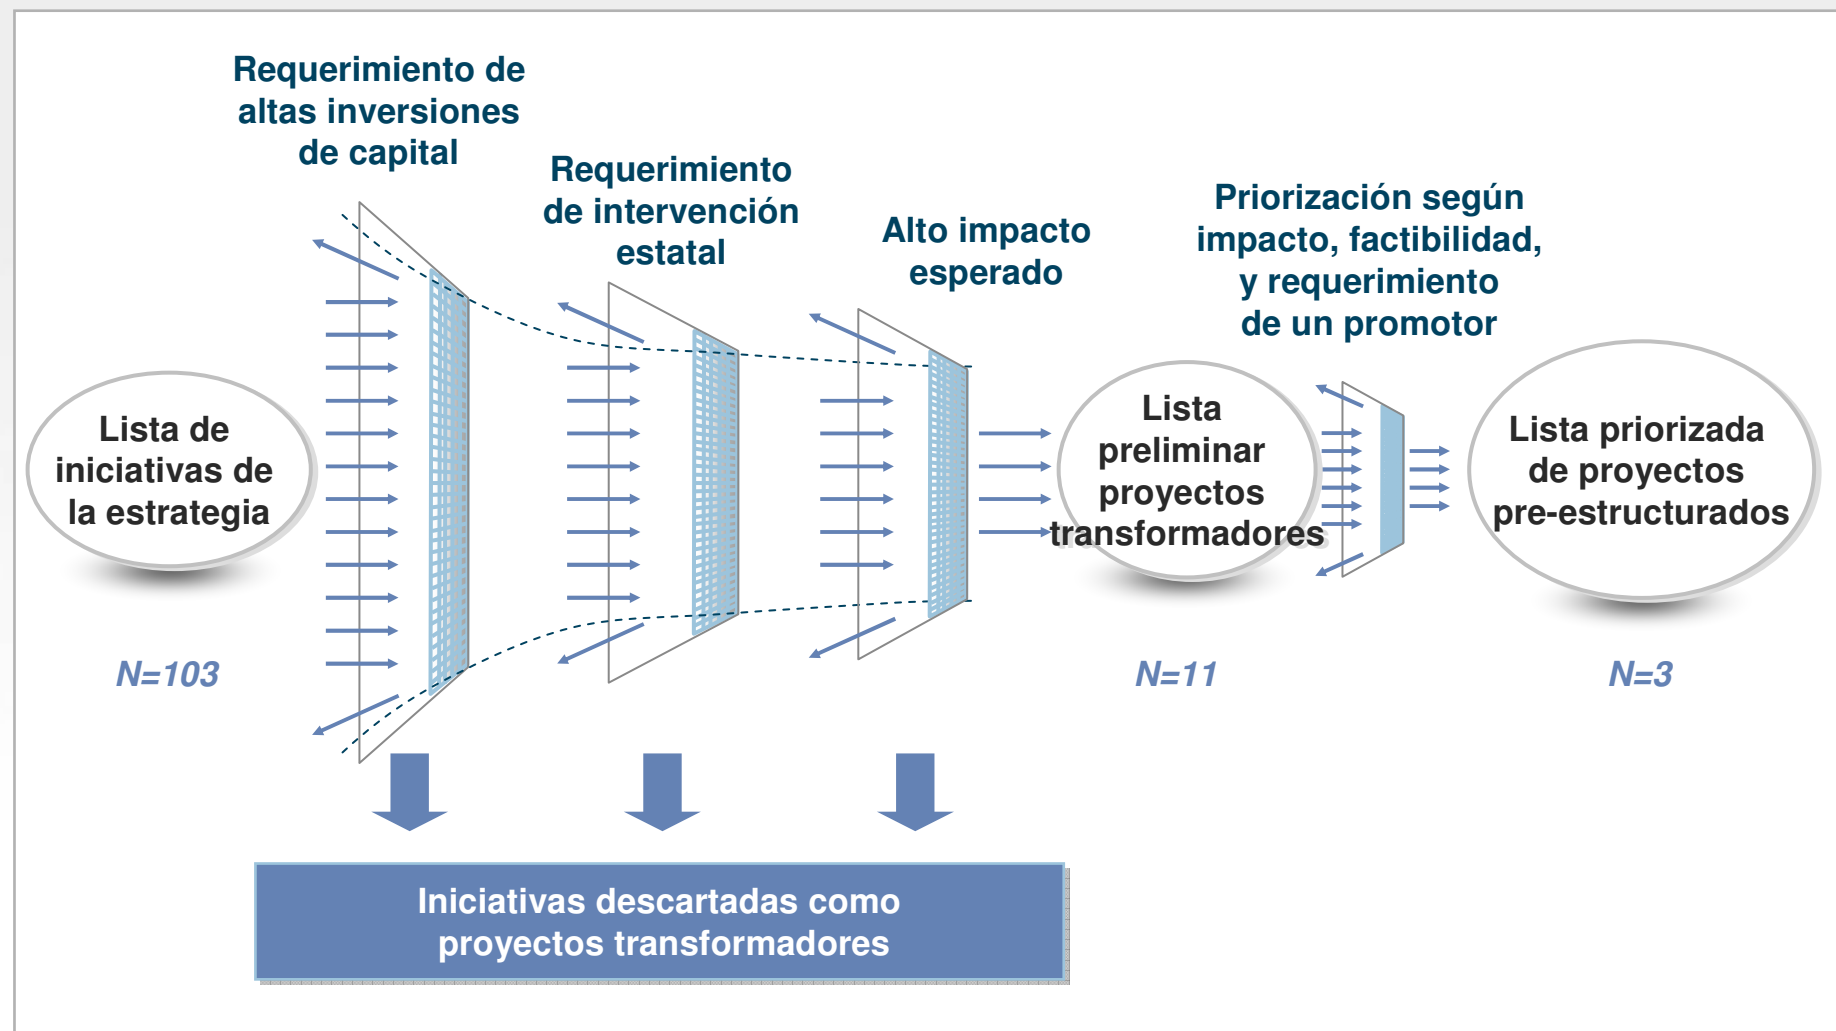 Requerimiento de
altas inversiones
de capital
Requerimiento
de intervención
estatal
Alto impacto
esperado
Priorización según
impacto, factibilidad,
y requerimiento
de un promotor
Lista de
iniciativas de
la estrategia
Lista
preliminar
proyectos
transformadores
Lista priorizada
de proyectos
pre-estructurados
N=103
N=11
N=3
Iniciativas descartadas como
proyectos transformadores